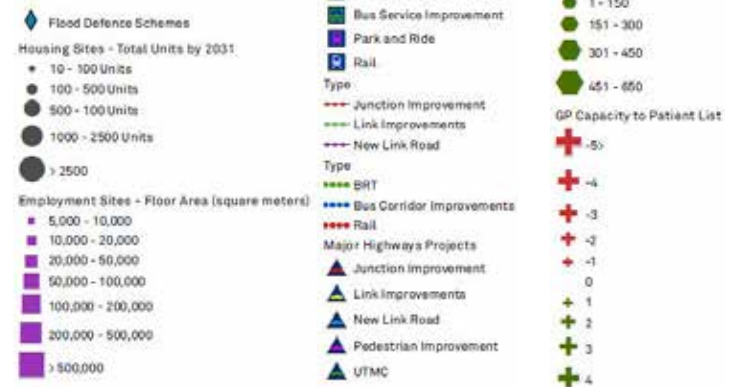 Flood Defence Schemes
Housing Sites - Total Units by 2031
10 - 100 Units
100 - 500 Units
500 - 100 Units
1000 - 2500 Units
> 2500
Employment Sites - Floor Area (square meters)
5,000 - 10,000
10,000 - 20,000
20,000 - 50,000
50,000 - 100,000
100,000 - 200,000
200,000 - 500,000
> 500,000
Bus Service Improvement
Park and Ride
Rail
Type
Junction Improvement
Link Improvements
New Link Road
Type
BRT
Bus Corridor Improvements
Rail
Major Highways Projects
Junction Improvement
Link Improvements
New Link Road
Pedestrian Improvement
UTMC
1 - 150
151 - 300
301 - 450
451 - 650
GP Capacity to Patient List
-5>
-4
-3
-2
-1
0
1
2
3
4